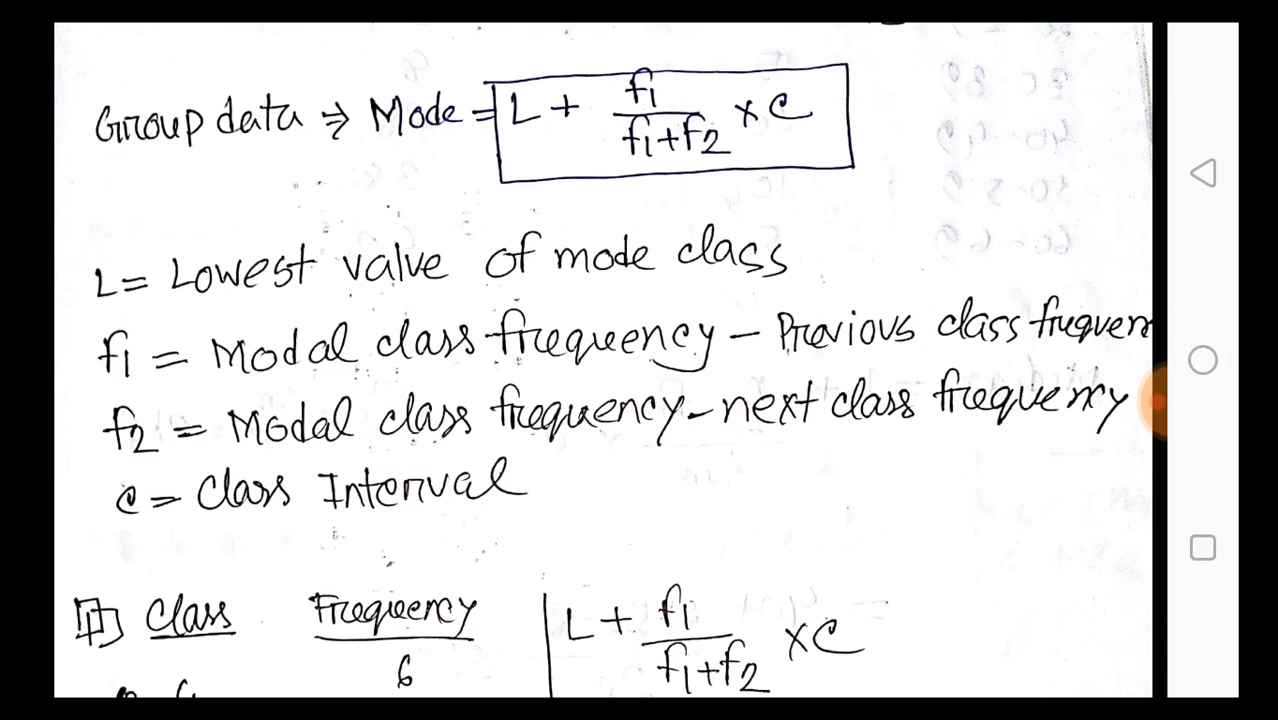 Group data ⇒ Mode = L + f1/(f1+f2) × c
L = Lowest value of mode class
f1 = Modal class frequency - Previous class frequen
f2 = Modal class frequency - next class frequency
c = Class Interval
Class Frequency L + f1/(f1+f2) × c
6